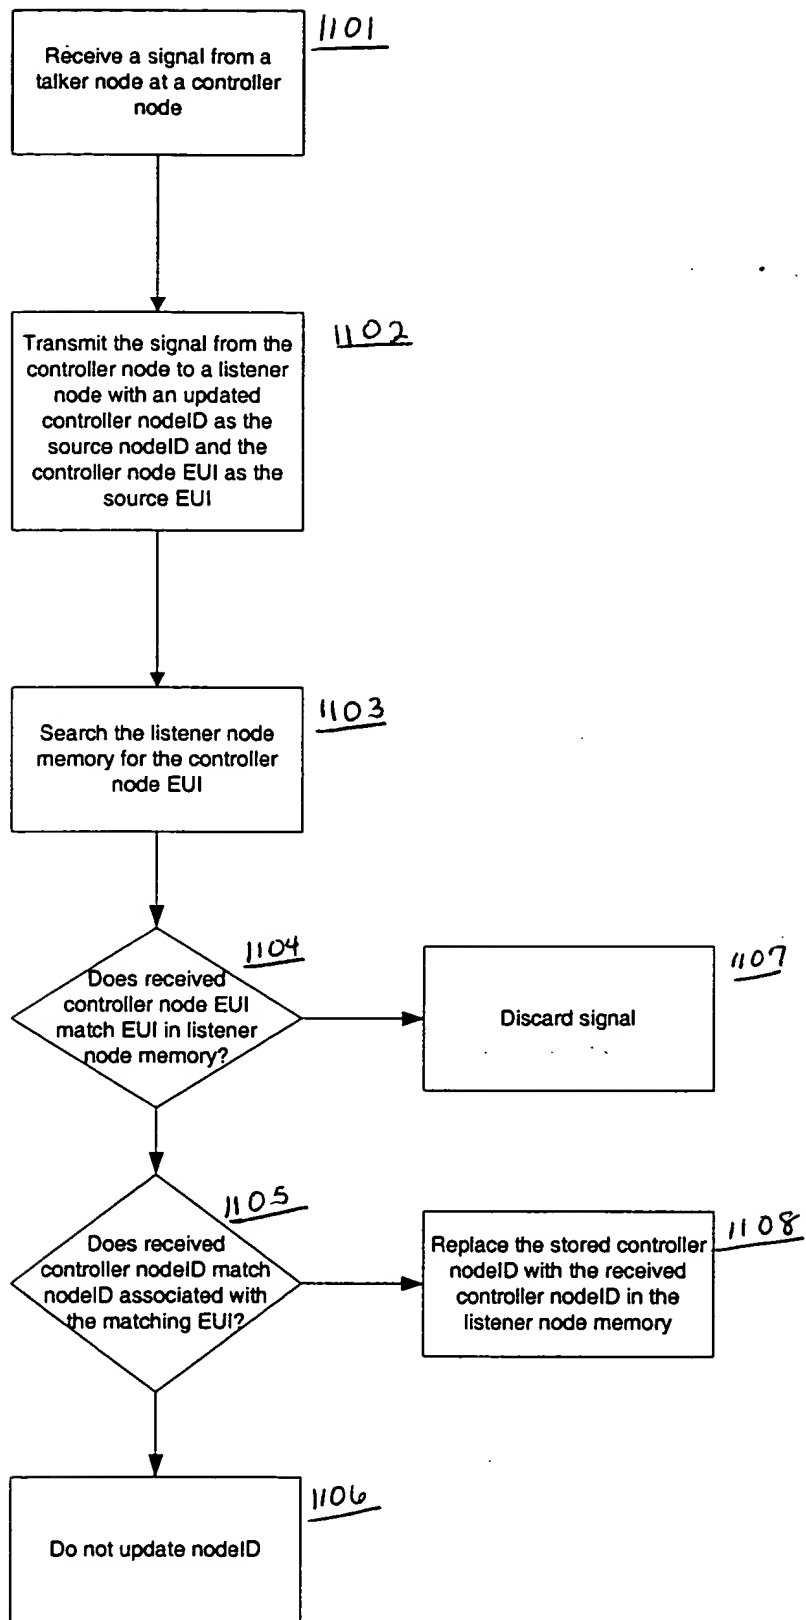 1101
Receive a signal from a
talker node at a controller
node
1102
Transmit the signal from the
controller node to a listener
node with an updated
controller nodeID as the
source nodeID and the
controller node EUI as the
source EUI
1103
Search the listener node
memory for the controller
node EUI
1104
Does received
controller node EUI
match EUI in listener
node memory?
1107
Discard signal
1105
Does received
controller nodeID match
nodeID associated with
the matching EUI?
1108
Replace the stored controller
nodeID with the received
controller nodeID in the
listener node memory
1106
Do not update nodeID